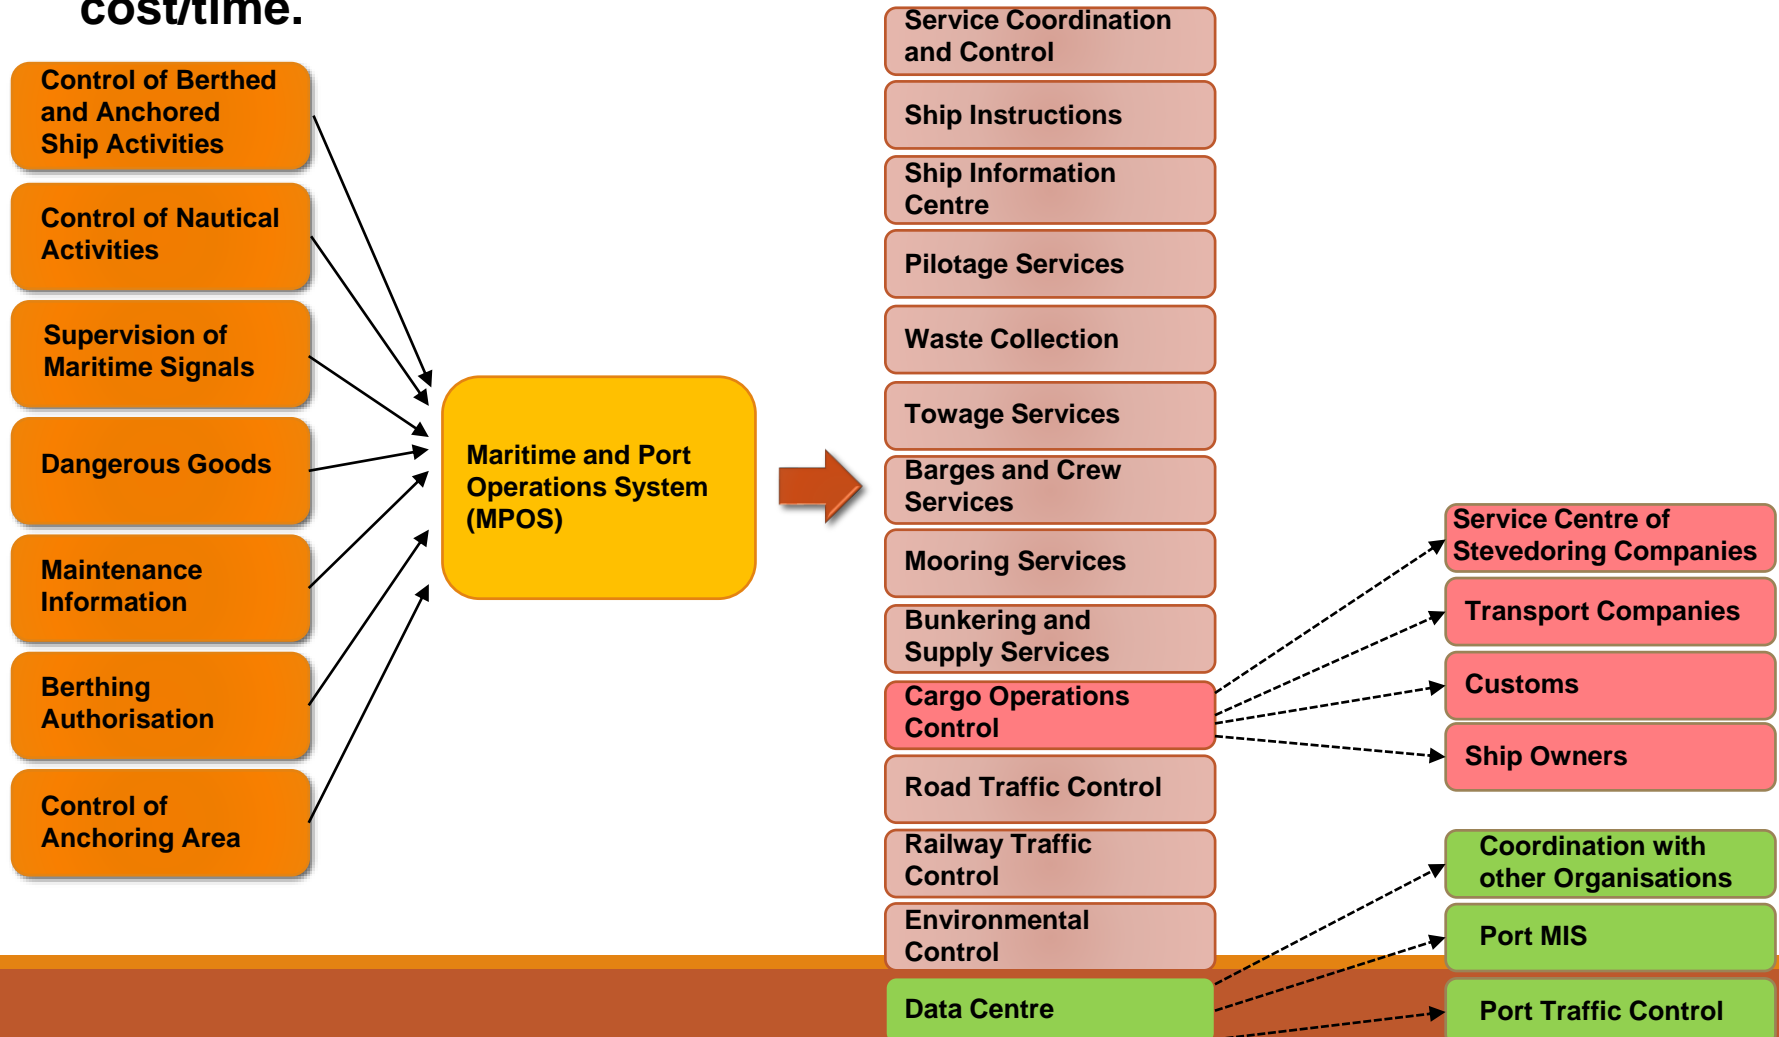 cost/time.
Control of Berthed
and Anchored
Ship Activities
Control of Nautical
Activities
Supervision of
Maritime Signals
Dangerous Goods
Maintenance
Information
Berthing
Authorisation
Control of
Anchoring Area
Maritime and Port
Operations System
(MPOS)
Service Coordination
and Control
Ship Instructions
Ship Information
Centre
Pilotage Services
Waste Collection
Towage Services
Barges and Crew
Services
Mooring Services
Bunkering and
Supply Services
Cargo Operations
Control
Road Traffic Control
Railway Traffic
Control
Environmental
Control
Data Centre
Service Centre of
Stevedoring Companies
Transport Companies
Customs
Ship Owners
Coordination with
other Organisations
Port MIS
Port Traffic Control